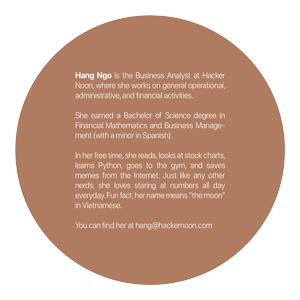 Hang Ngo is the Business Analyst at Hacker
Noon, where she works on general operational,
administrative, and financial activities.
She earned a Bachelor of Science degree in
Financial Mathematics and Business Manage-
ment (with a minor in Spanish).
In her free time, she reads, looks at stock charts,
learns Python, goes to the gym, and saves
memes from the Internet. Just like any other
nerds, she loves staring at numbers all day
everyday. Fun fact, her name means "the moon"
in Vietnamese.
You can find her at hang@hackernoon.com